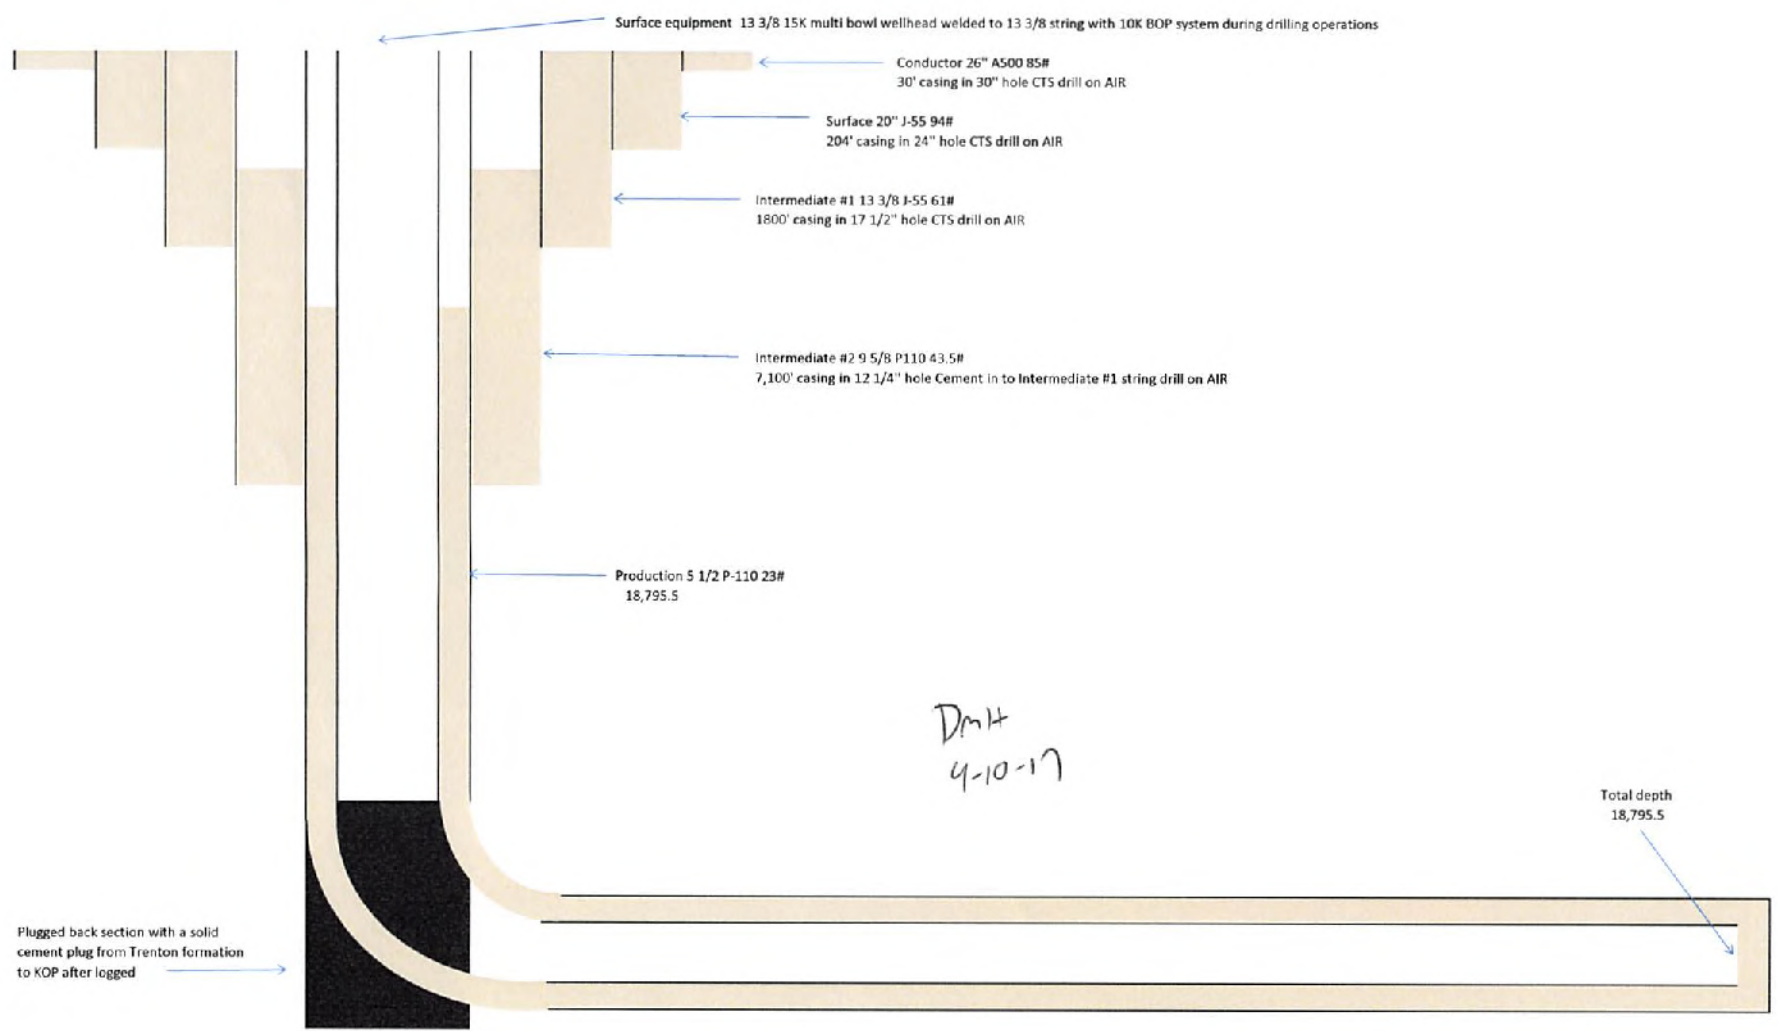 Surface equipment 13 3/8 15K multi bowl wellhead welded to 13 3/8 string with 10K BOP system during drilling operations
Conductor 26" A500 85#
30' casing in 30" hole CTS drill on AIR
Surface 20" J-55 94#
204' casing in 24" hole CTS drill on AIR
Intermediate #1 13 3/8 J-55 61#
1800' casing in 17 1/2" hole CTS drill on AIR
Intermediate #2 9 5/8 P110 43.5#
7,100' casing in 12 1/4" hole Cement in to Intermediate #1 string drill on AIR
Production 5 1/2 P-110 23#
18,795.5
DmH
4-10-17
Total depth
18,795.5
Plugged back section with a solid
cement plug from Trenton formation
to KOP after logged